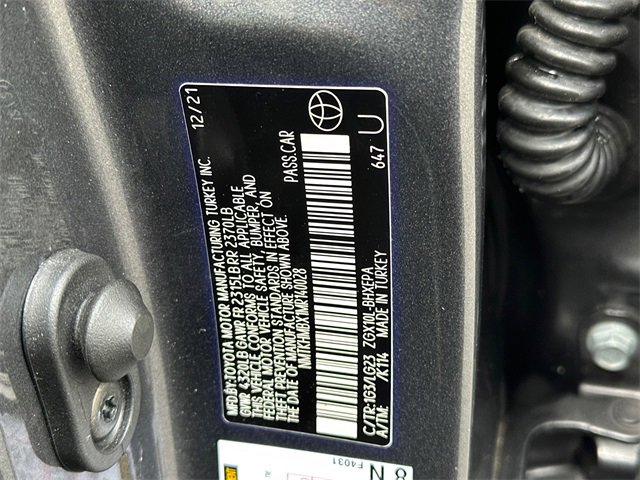 MFD.BY:TOYOTA MOTOR MANUFACTURING TURKEY INC. 12/21
GVWR 4320LB GAWR FR 2315LB RR 2370LB
THIS VEHICLE CONFORMS TO ALL APPLICABLE
FEDERAL MOTOR VEHICLE SAFETY, BUMPER, AND
THEFT PREVENTION STANDARDS IN EFFECT ON
THE DATE OF MANUFACTURE SHOWN ABOVE.
PASS.CAR
C/TR:1G3/LG23 ZGX10L-BHXEPA 647 U
A/TM: /K114 MADE IN TURKEY
F4031
8
N